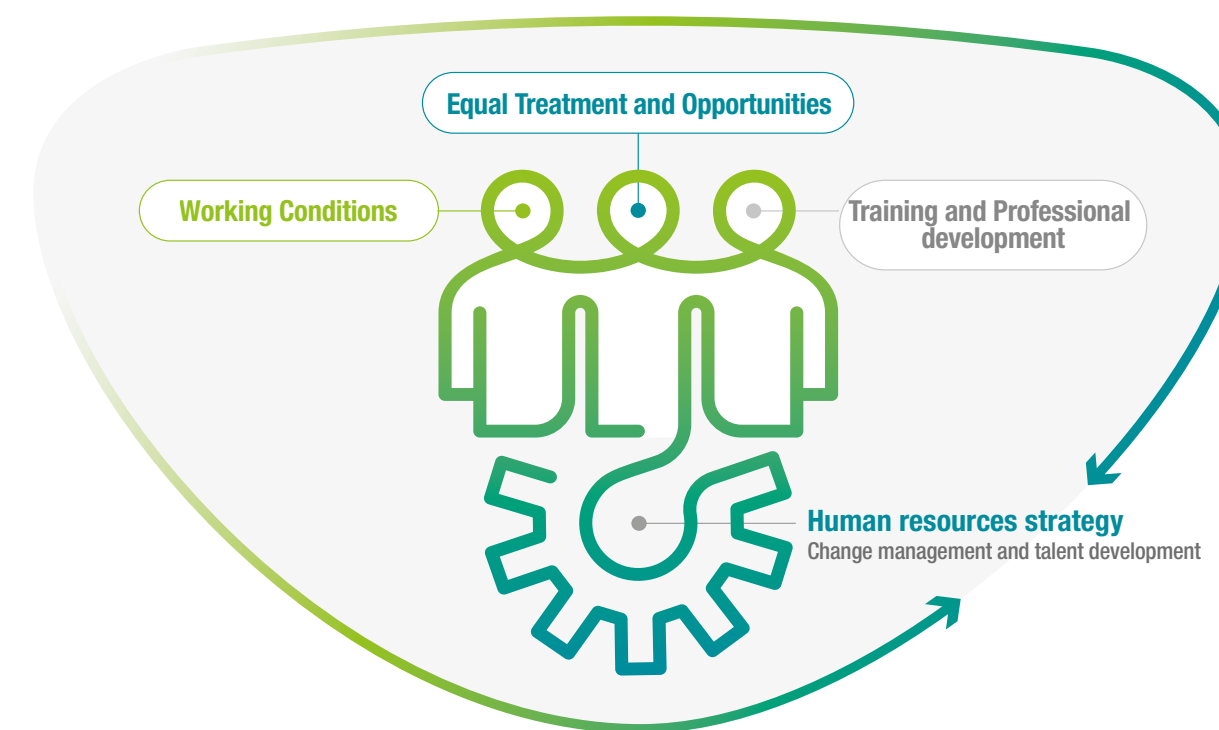 Equal Treatment and Opportunities
Working Conditions
Training and Professional
development
Human resources strategy
Change management and talent development